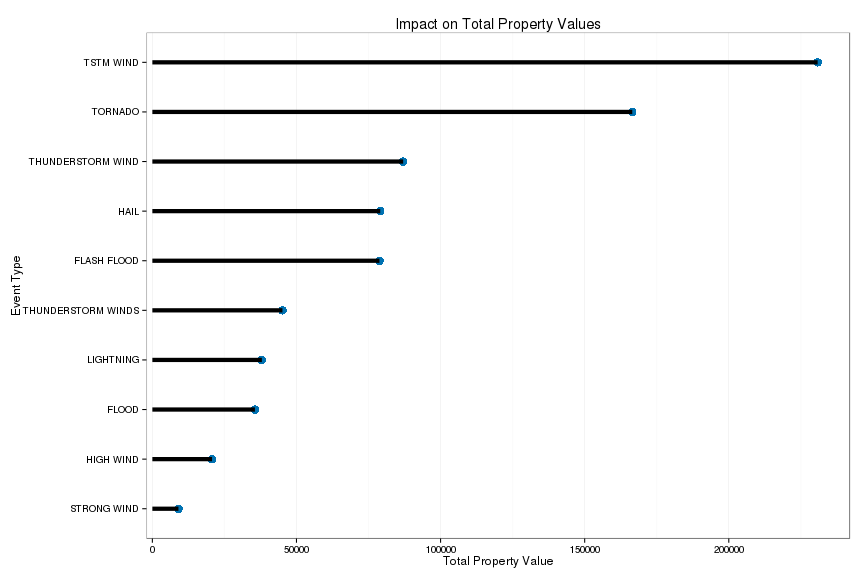 Impact on Total Property Values
TSTM WIND
TORNADO
THUNDERSTORM WIND
HAIL
FLASH FLOOD
Event Type
THUNDERSTORM WINDS
LIGHTNING
FLOOD
HIGH WIND
STRONG WIND
0 50000 100000 150000 200000
Total Property Value